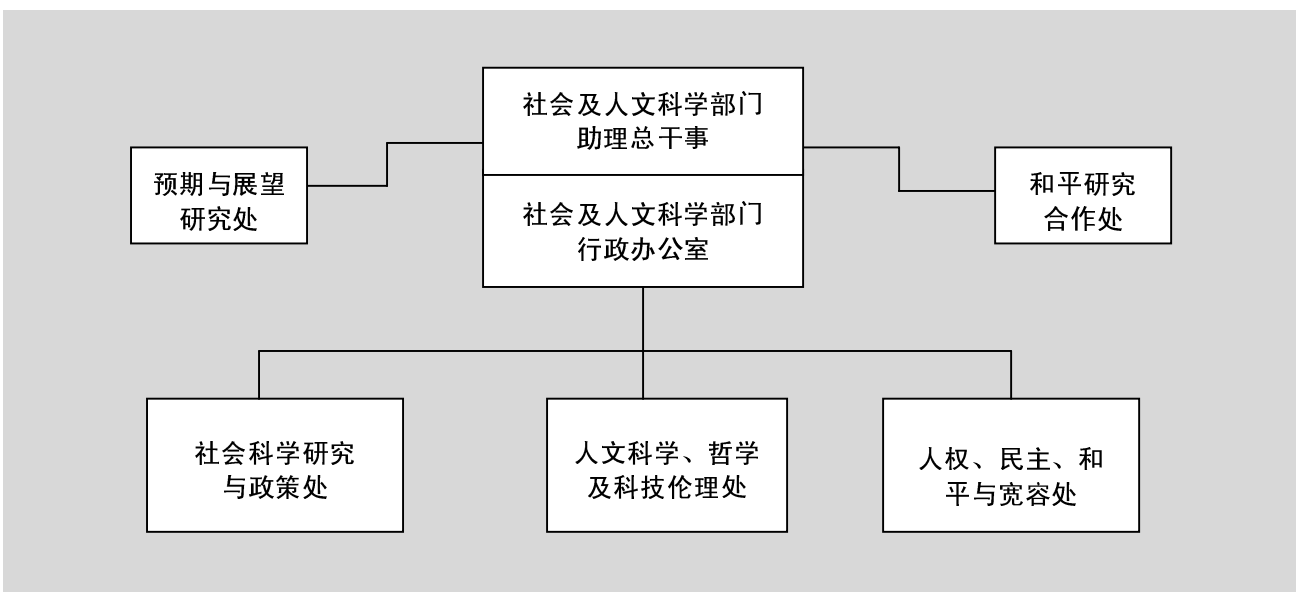 社会及人文科学部门
助理总干事
预期与展望
研究处
社会及人文科学部门
行政办公室
和平研究
合作处
社会科学研究
与政策处
人文科学、哲学
及科技伦理处
人权、民主、和
平与宽容处